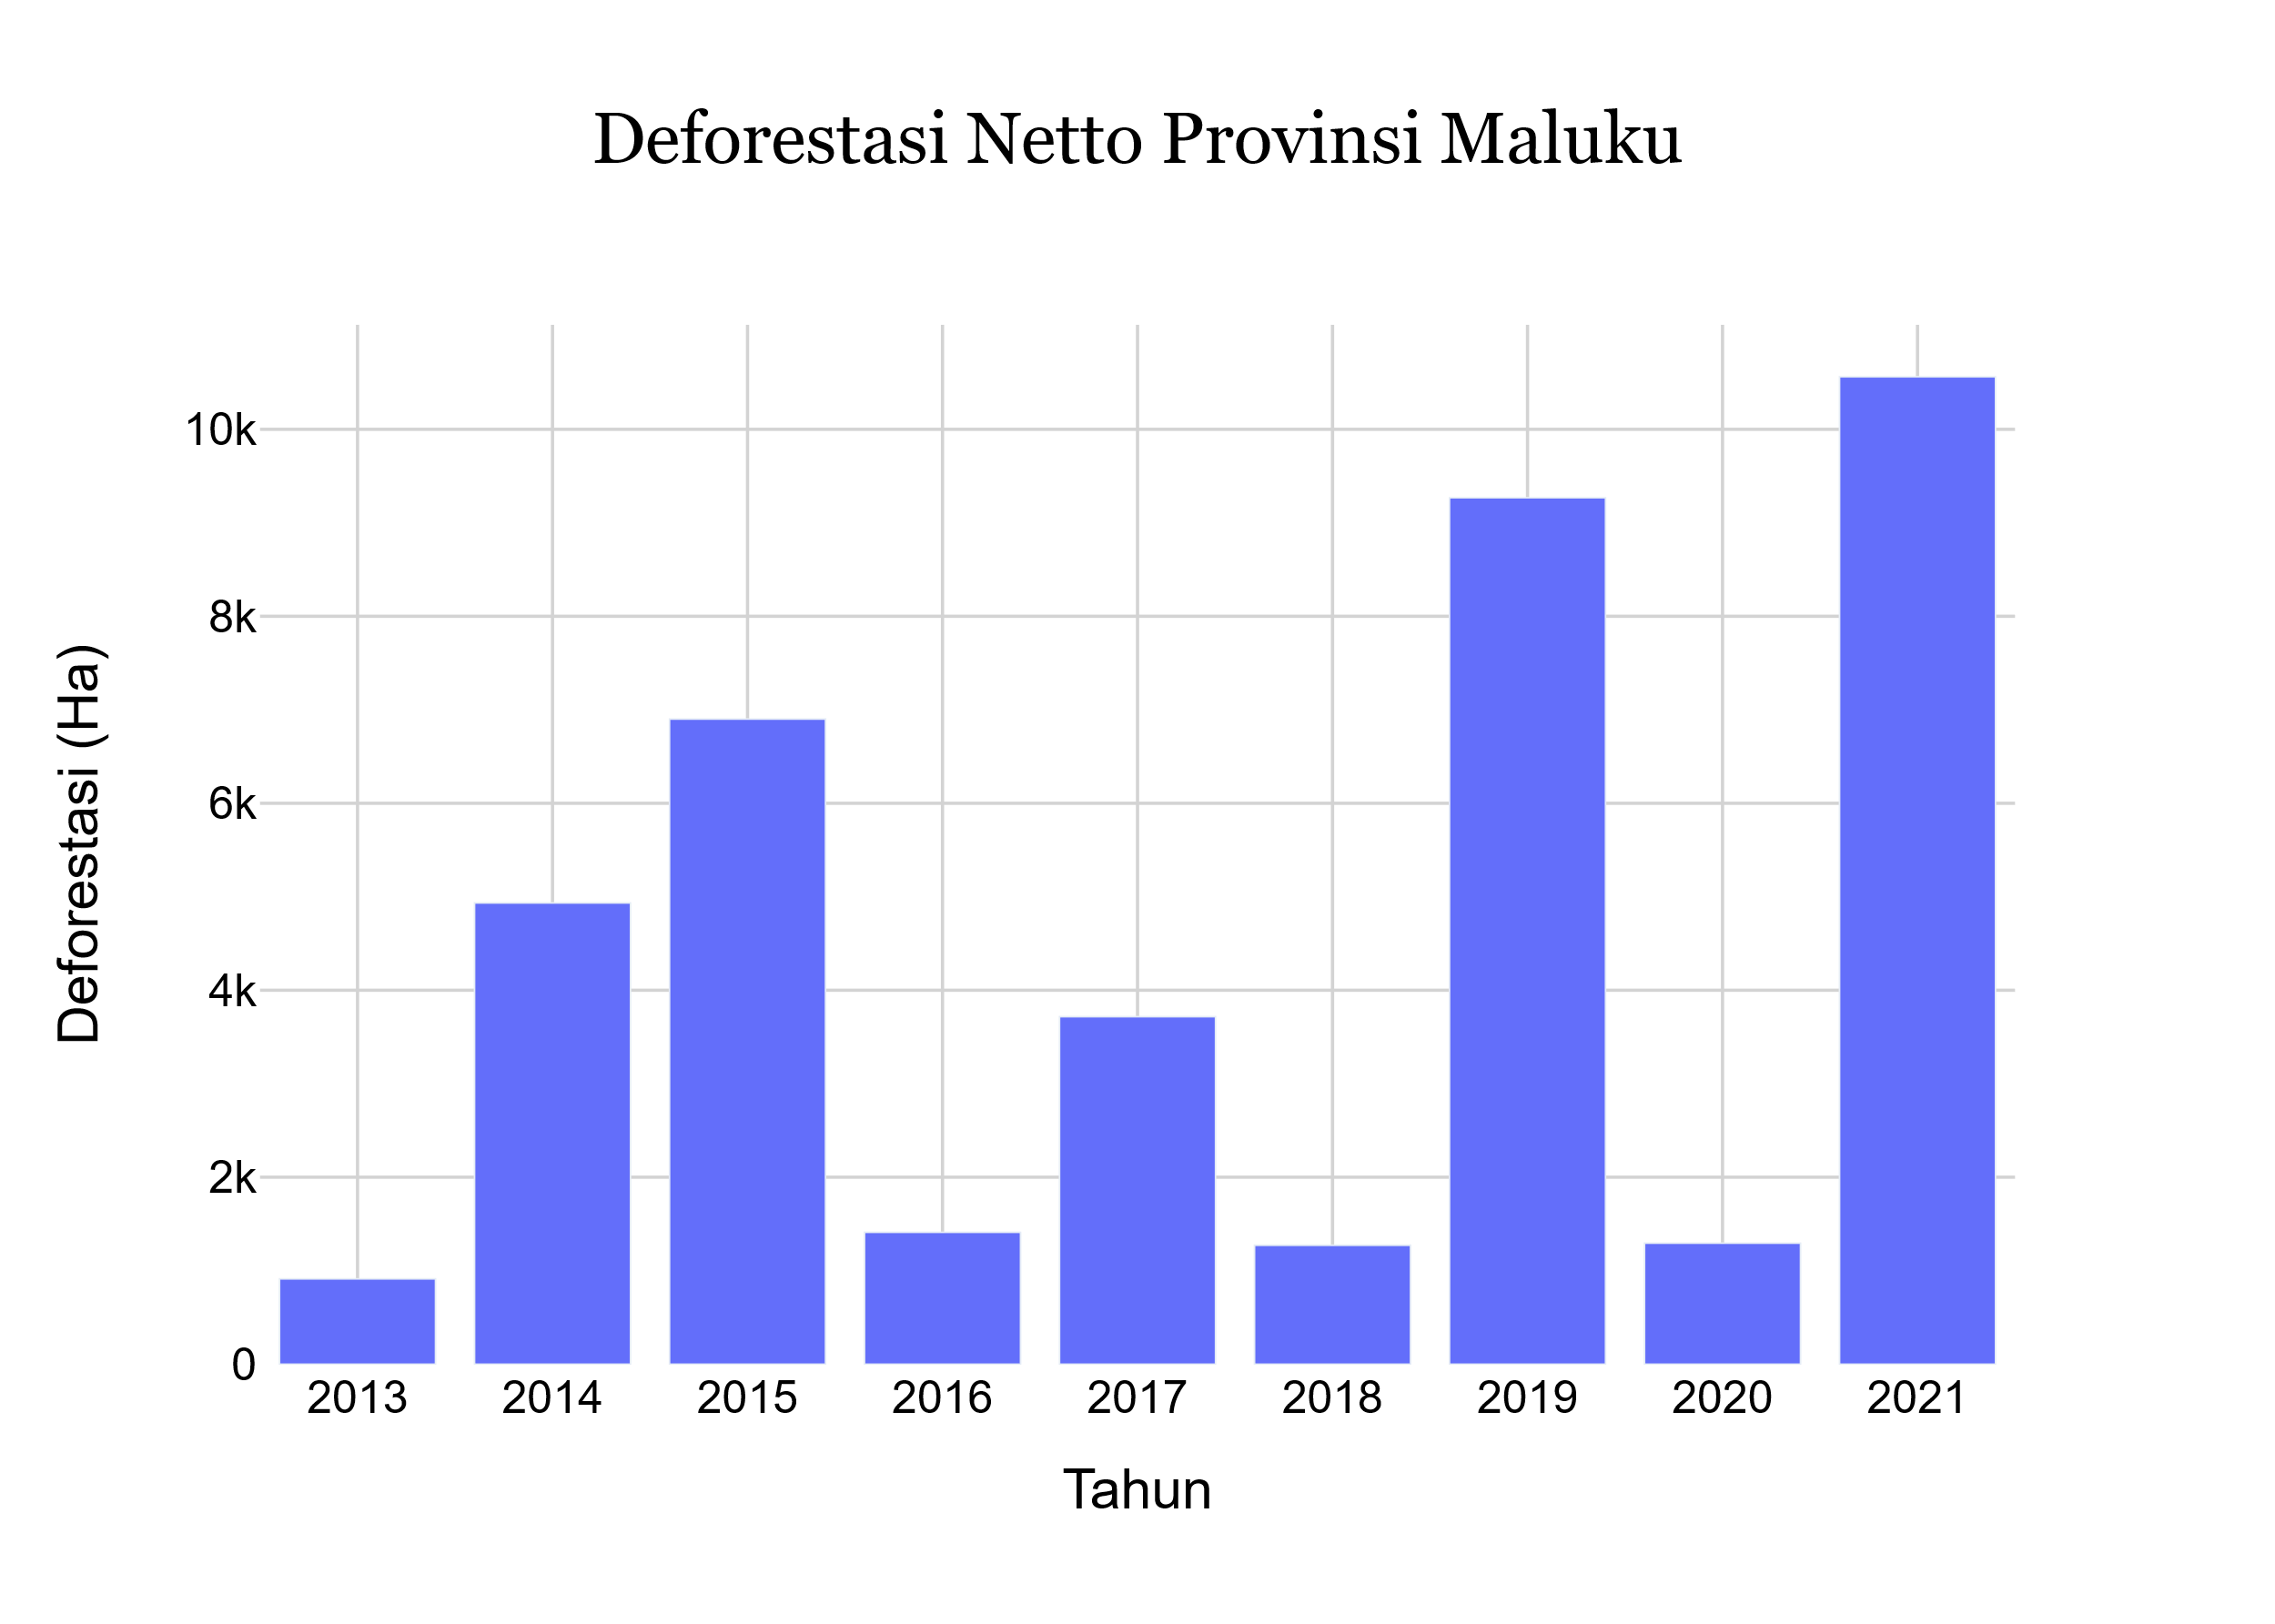 Deforestasi Netto Provinsi Maluku
10k
8k
6k
4k
2k
0
Deforestasi (Ha)
2013 2014 2015 2016 2017 2018 2019 2020 2021
Tahun